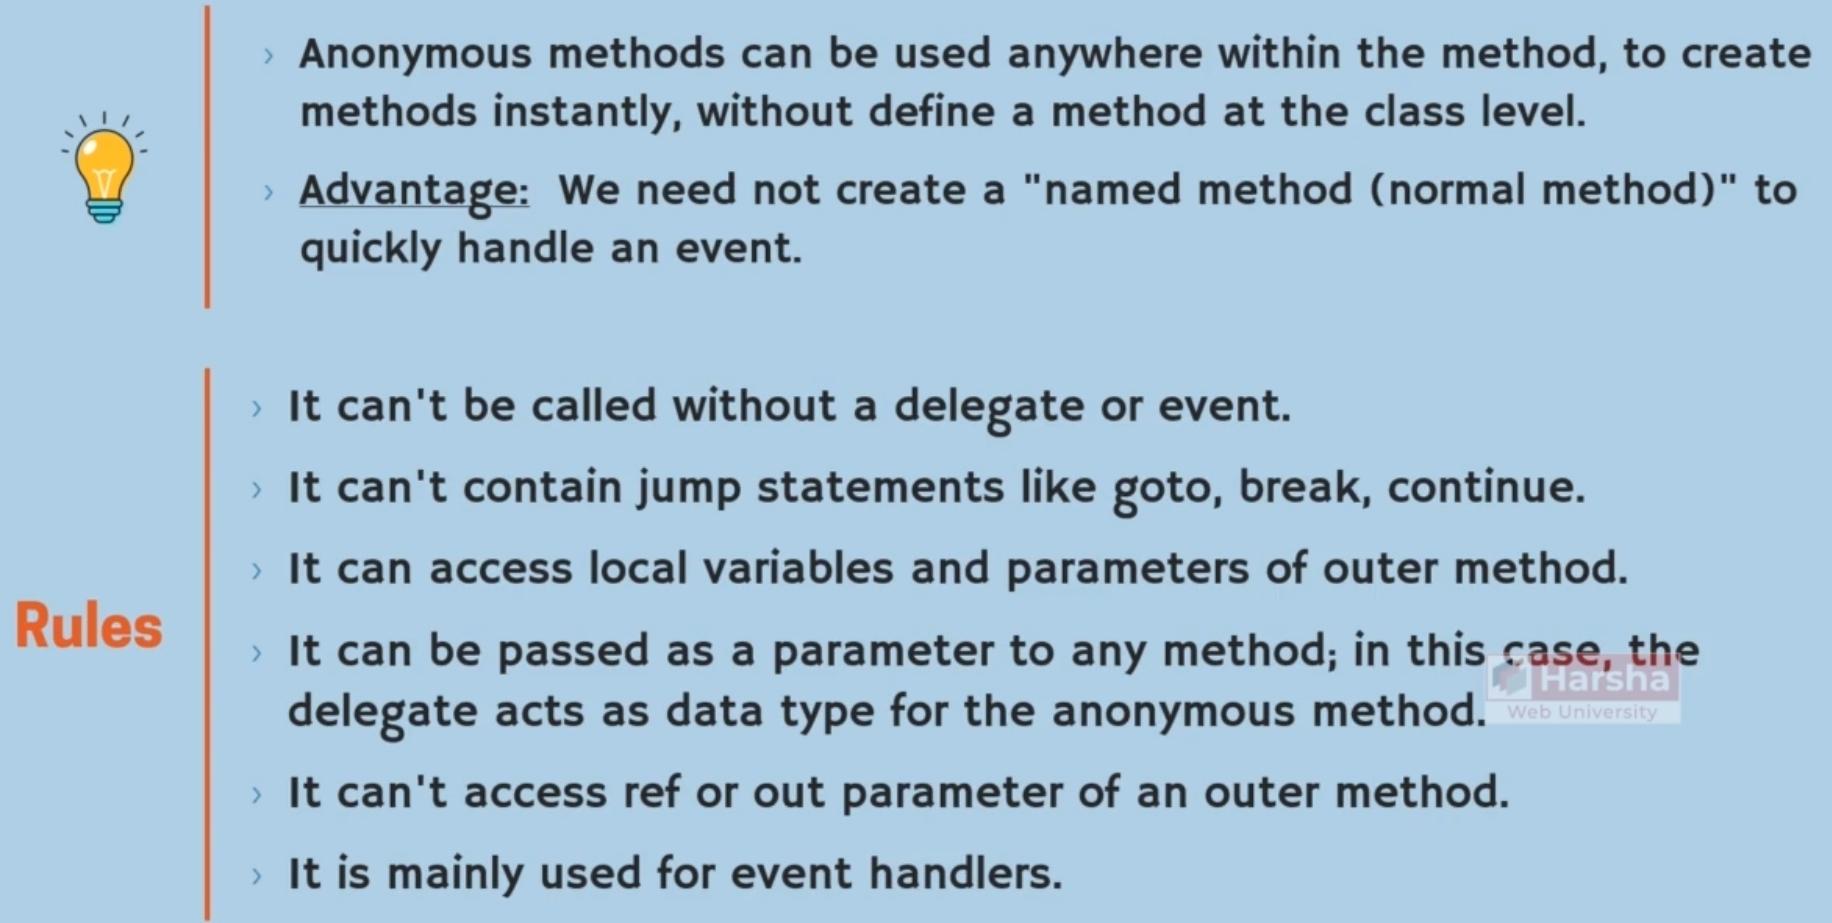 Anonymous methods can be used anywhere within the method, to create
methods instantly, without define a method at the class level.
Advantage: We need not create a "named method (normal method)" to
quickly handle an event.
Rules
It can't be called without a delegate or event.
It can't contain jump statements like goto, break, continue.
It can access local variables and parameters of outer method.
It can be passed as a parameter to any method; in this case, the
delegate acts as data type for the anonymous method.
It can't access ref or out parameter of an outer method.
It is mainly used for event handlers.
Harsha
Web University